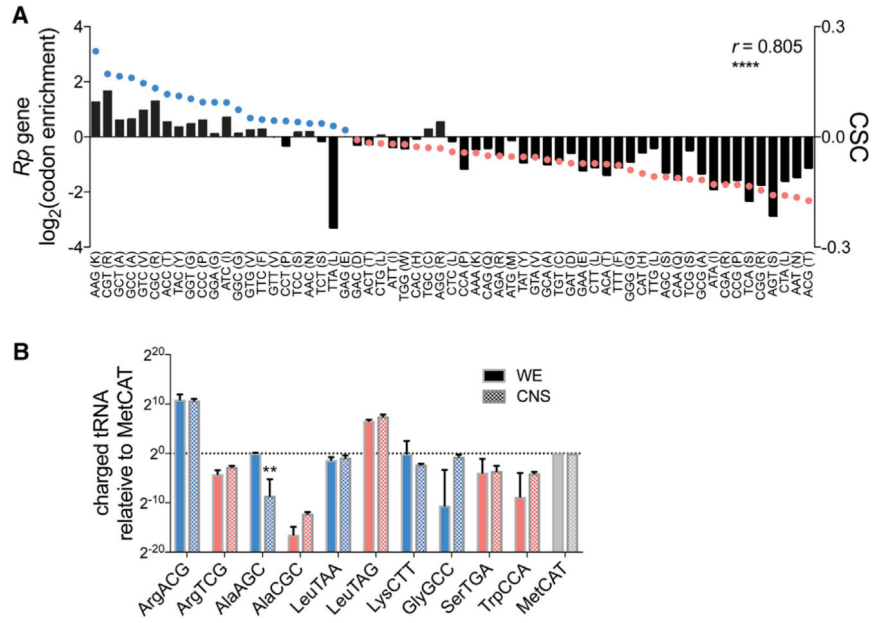 A
Rp gene
log2(codon enrichment)
4
2
0
-2
-4
r = 0.805
****
0.3
0.0
-0.3
CSC
AAG (K)
CGT (R)
GCT (A)
GCC (A)
GTC (V)
CGC (R)
ACC (T)
TAC (Y)
GGT (G)
CCC (P)
GGA (G)
ATC (I)
GGC (G)
GTG (V)
TTC (F)
GTT (V)
CCT (P)
TCC (S)
AAC (N)
TCT (S)
TTA (L)
GAG (E)
GAC (D)
ACT (T)
CTG (L)
ATT (I)
TGG (W)
CAC (H)
TGC (C)
AGG (R)
CTC (L)
CCA (P)
AAA (K)
CAG (Q)
AGA (R)
ATG (M)
TAT (Y)
GTA (V)
GCA (A)
TGT (C)
GAT (D)
GAA (E)
CTT (L)
ACA (T)
TTT (F)
GGG (G)
CAT (H)
TTG (L)
AGC (S)
CAA (Q)
TCG (S)
GCG (A)
ATA (I)
CGA (R)
CCG (P)
TCA (S)
CGG (R)
AGT (S)
CTA (L)
AAT (N)
ACG (T)
B
charged tRNA
relateive to MetCAT
2^20
2^10
2^0
2^-10
2^-20
WE
CNS
**
ArgACG
ArgTCG
AlaAGC
AlaCGC
LeuTAA
LeuTAG
LysCTT
GlyGCC
SerTGA
TrpCCA
MetCAT